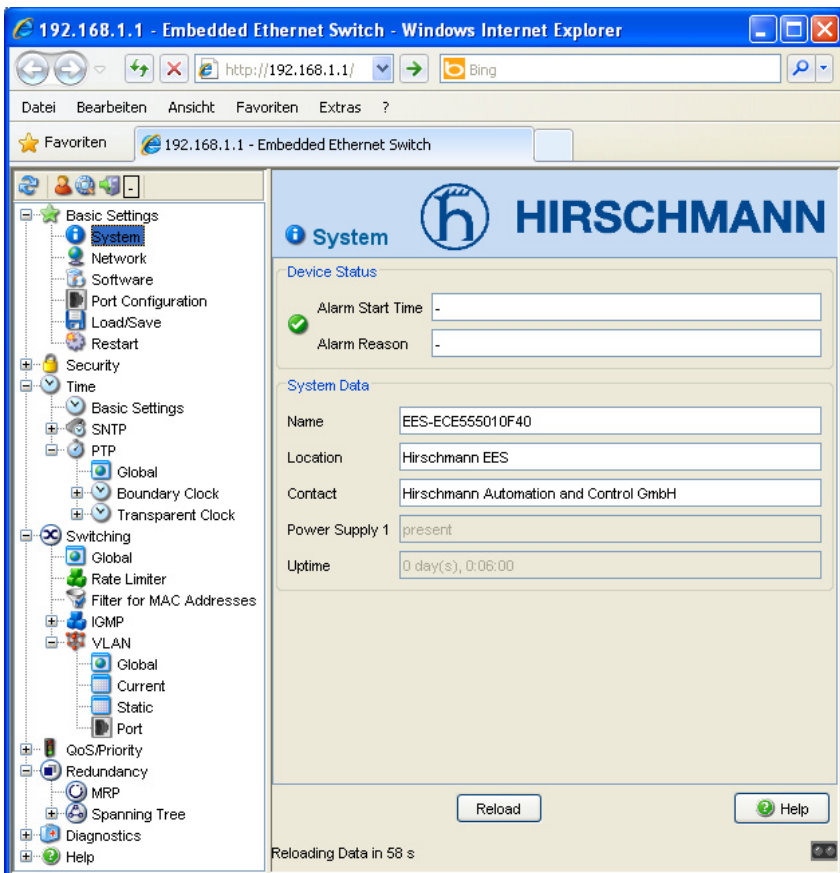 192.168.1.1 - Embedded Ethernet Switch - Windows Internet Explorer
http://192.168.1.1/
Bing
Datei Bearbeiten Ansicht Favoriten Extras ?
Favoriten
192.168.1.1 - Embedded Ethernet Switch
Basic Settings
System
Network
Software
Port Configuration
Load/Save
Restart
Security
Time
Basic Settings
SNTP
PTP
Global
Boundary Clock
Transparent Clock
Switching
Global
Rate Limiter
Filter for MAC Addresses
IGMP
VLAN
Global
Current
Static
Port
QoS/Priority
Redundancy
MRP
Spanning Tree
Diagnostics
Help
System
HIRSCHMANN
Device Status
Alarm Start Time -
Alarm Reason -
System Data
Name EES-ECE555010F40
Location Hirschmann EES
Contact Hirschmann Automation and Control GmbH
Power Supply 1 present
Uptime 0 day(s), 0:06:00
Reload
Help
Reloading Data in 58 s